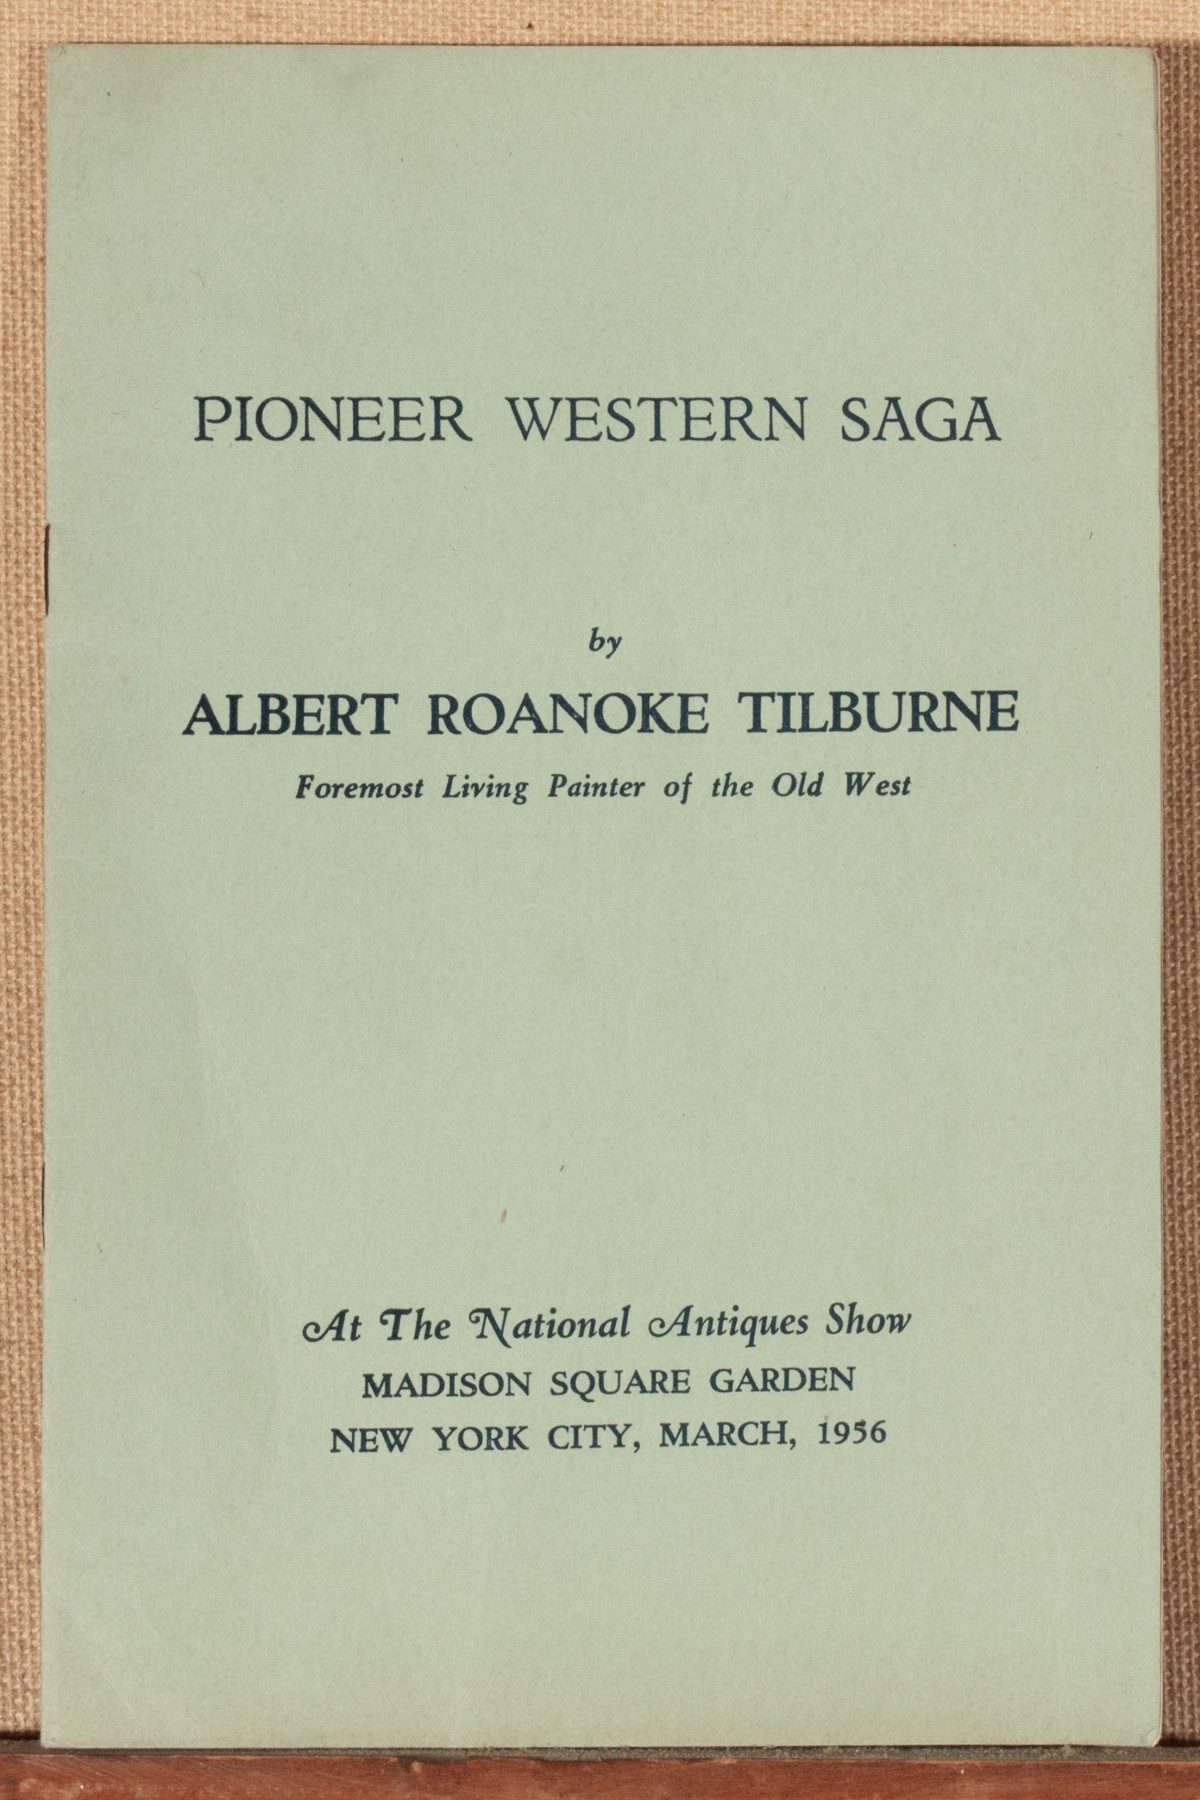 PIONEER WESTERN SAGA
by
ALBERT ROANOKE TILBURNE
Foremost Living Painter of the Old West
At The National Antiques Show
MADISON SQUARE GARDEN
NEW YORK CITY, MARCH, 1956